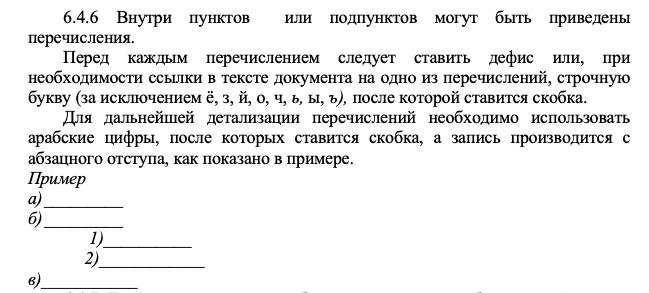 6.4.6 Внутри пунктов или подпунктов могут быть приведены
перечисления.
Перед каждым перечислением следует ставить дефис или, при
необходимости ссылки в тексте документа на одно из перечислений, строчную
букву (за исключением ё, з, й, о, ч, ь, ы, ъ), после которой ставится скобка.
Для дальнейшей детализации перечислений необходимо использовать
арабские цифры, после которых ставится скобка, а запись производится с
абзацного отступа, как показано в примере.
Пример
а)_________
б)_________
1)__________
2)____________
в)___________